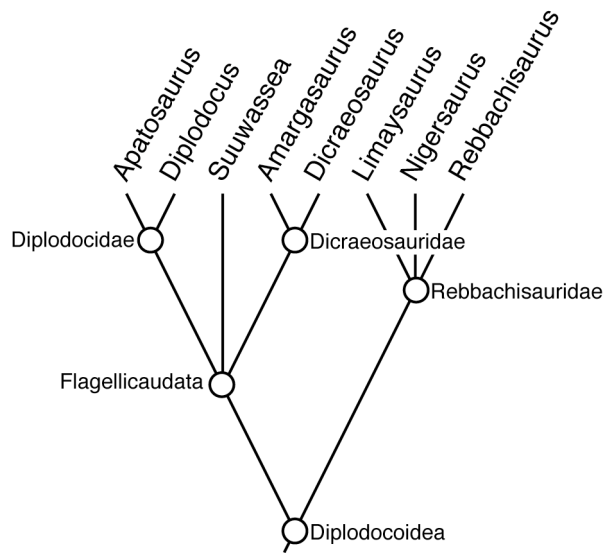 Apatosaurus
Diplodocus
Suuwassea
Amargasaurus
Dicraeosaurus
Limaysaurus
Nigersaurus
Rebbachisaurus
Diplodocidae
Dicraeosauridae
Rebbachisauridae
Flagellicaudata
Diplodocoidea